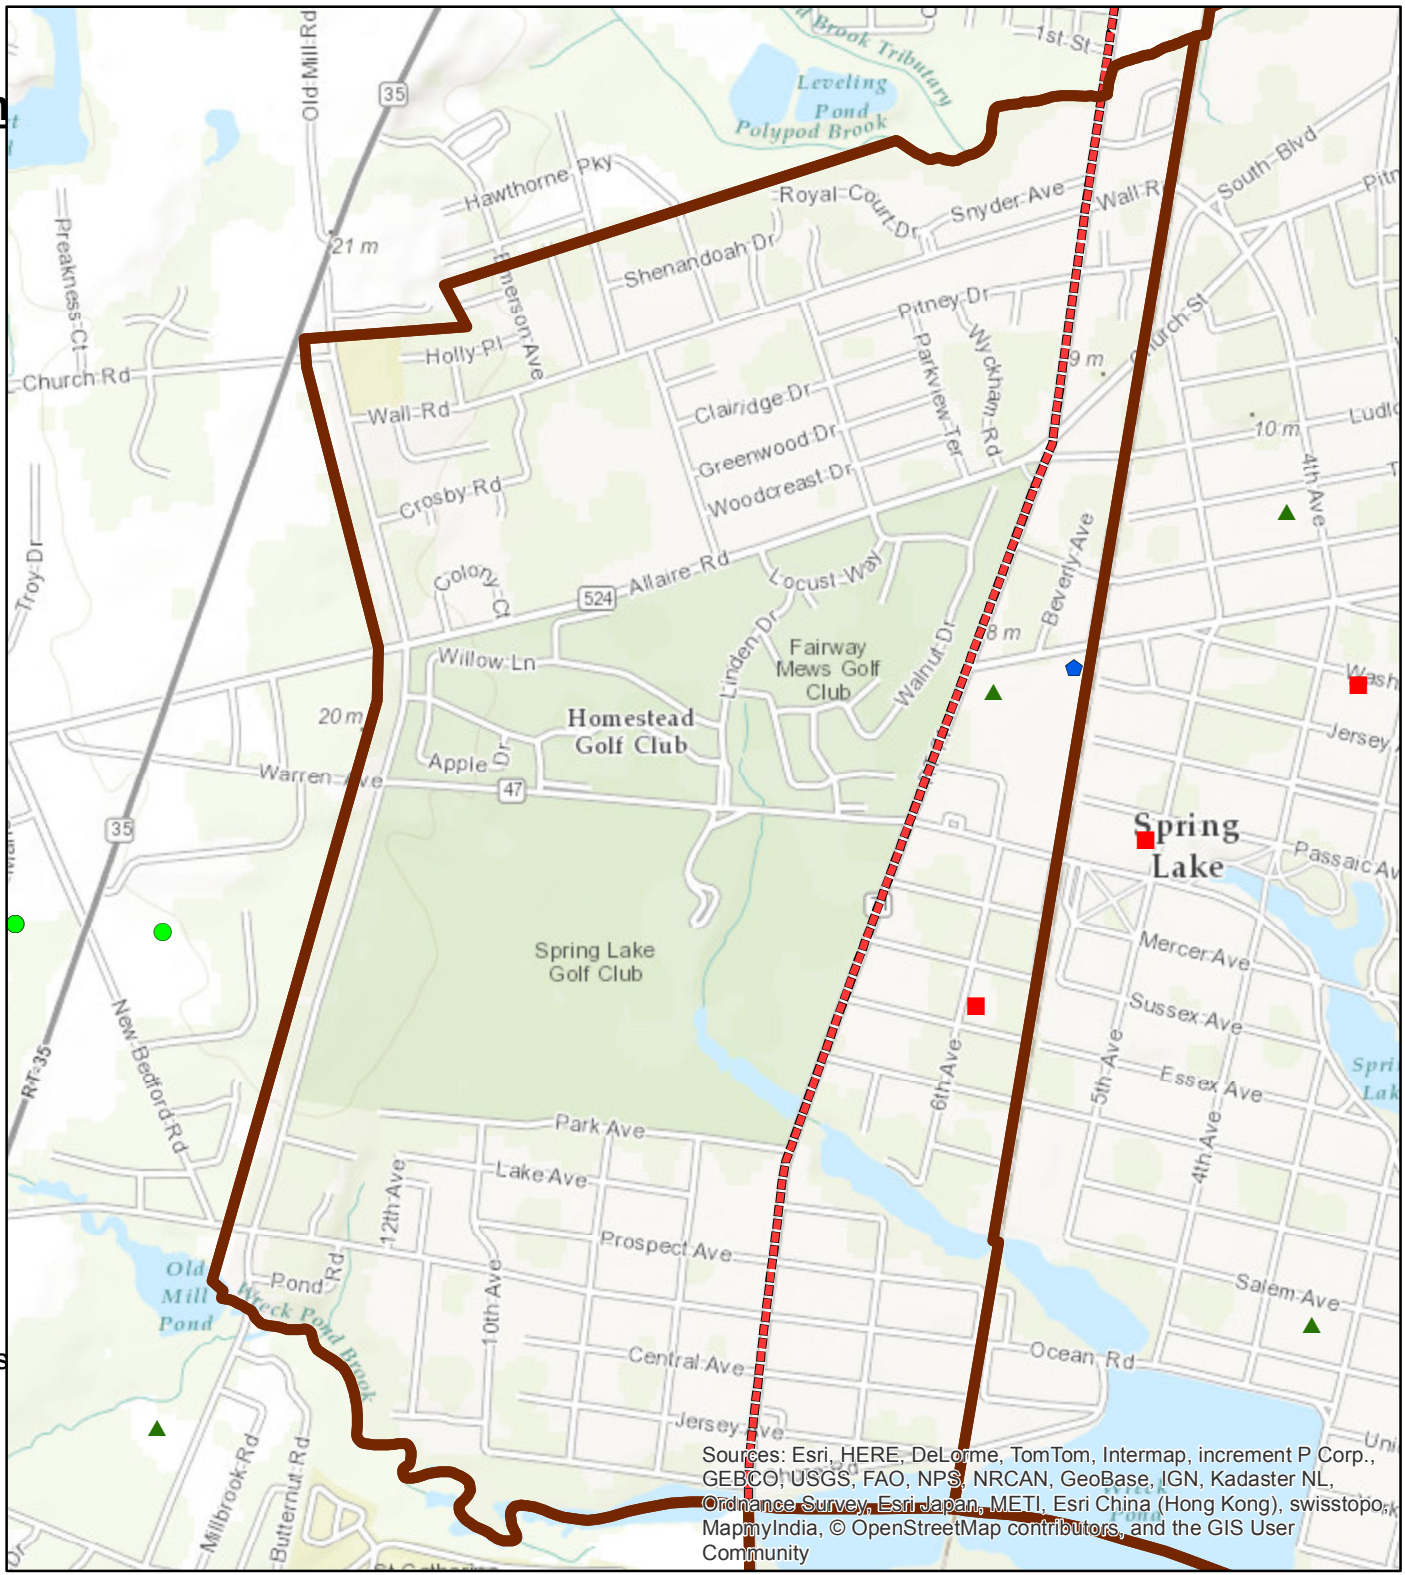 Old Mill Rd
1st St
Brook Tributary
35
Leveling
Pond
Polypod Brook
Hawthorne Pky
Royal Court Dr
Snyder Ave
Wall Rd
South Blvd
Preakness Ct
21 m
Shenandoah Dr
Emerson Ave
Pitney Dr
Church St
Holly Pl
Parkview Ter
Wyckham Rd
9 m
Church Rd
Wall Rd
Clairidge Dr
10 m
Greenwood Dr
4th Ave
Crosby Rd
Woodcreast Dr
Troy Dr
Colony Ct
524
Allaire Rd
Locust Way
Beverly Ave
Linden Dr
8 m
Willow Ln
Fairway
Mews Golf
Club
Walnut Dr
20 m
Homestead
Golf Club
Jersey
Warren Ave
Apple Dr
47
35
Spring
Lake
Passaic Av
Spring Lake
Golf Club
Mercer Ave
New Bedford Rd
Sussex Ave
RT-35
6th Ave
5th Ave
Essex Ave
Park Ave
4th Ave
Lake Ave
12th Ave
Prospect Ave
Old
Mill
Pond
Pond Rd
Wreck Pond Brook
10th Ave
Salem Ave
Central Ave
Ocean Rd
Jersey Ave
Millbrook Rd
Butternut Rd
Wreck
Pond
Sources: Esri, HERE, DeLorme, TomTom, Intermap, increment P Corp.,
GEBCO, USGS, FAO, NPS, NRCAN, GeoBase, IGN, Kadaster NL,
Ordnance Survey, Esri Japan, METI, Esri China (Hong Kong), swisstopo,
MapmyIndia, © OpenStreetMap contributors, and the GIS User
Community